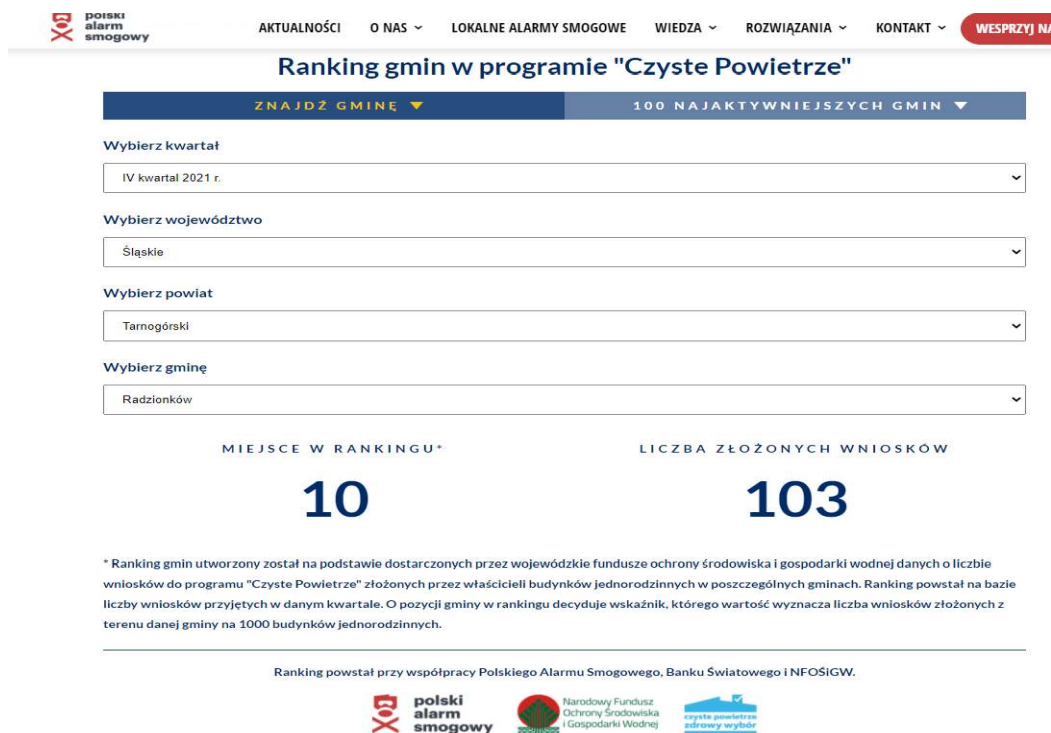 polski
alarm
smogowy
AKTUALNOŚCI O NAS LOKALNE ALARMY SMOGOWE WIEDZA ROZWIĄZANIA KONTAKT WESPRZYJ NA
Ranking gmin w programie "Czyste Powietrze"
ZNAJDŹ GMINĘ 100 NAJAKTYWNIEJSZYCH GMIN
Wybierz kwartał
IV kwartal 2021 r.
Wybierz województwo
Śląskie
Wybierz powiat
Tarnogórski
Wybierz gminę
Radzionków
MIEJSCE W RANKINGU* LICZBA ZŁOŻONYCH WNIOSKÓW
10 103
* Ranking gmin utworzony został na podstawie dostarczonych przez wojewódzkie fundusze ochrony środowiska i gospodarki wodnej danych o liczbie
wniosków do programu "Czyste Powietrze" złożonych przez właścicieli budynków jednorodzinnych w poszczególnych gminach. Ranking powstał na bazie
liczby wniosków przyjętych w danym kwartale. O pozycji gminy w rankingu decyduje wskaźnik, którego wartość wyznacza liczba wniosków złożonych z
terenu danej gminy na 1000 budynków jednorodzinnych.
Ranking powstał przy współpracy Polskiego Alarmu Smogowego, Banku Światowego i NFOŚiGW.
polski
alarm
smogowy
Narodowy Fundusz
Ochrony Środowiska
i Gospodarki Wodnej
czyste powietrze
zdrowy wybór